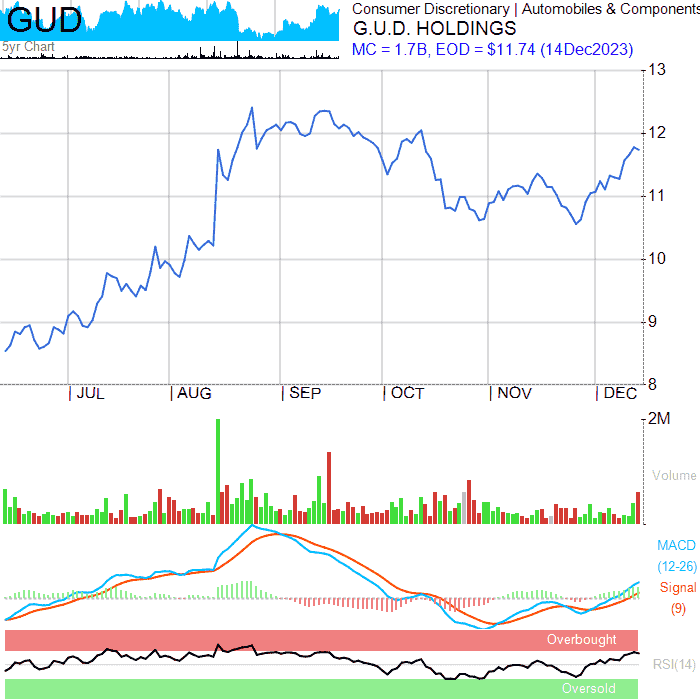 GUD
5yr Chart
Consumer Discretionary | Automobiles & Components
G.U.D. HOLDINGS
MC = 1.7B, EOD = $11.74 (14Dec2023)
13
12
11
10
9
8
JUL
AUG
SEP
OCT
NOV
DEC
2M
Volume
MACD
(12-26)
Signal
(9)
Overbought
RSI(14)
Oversold